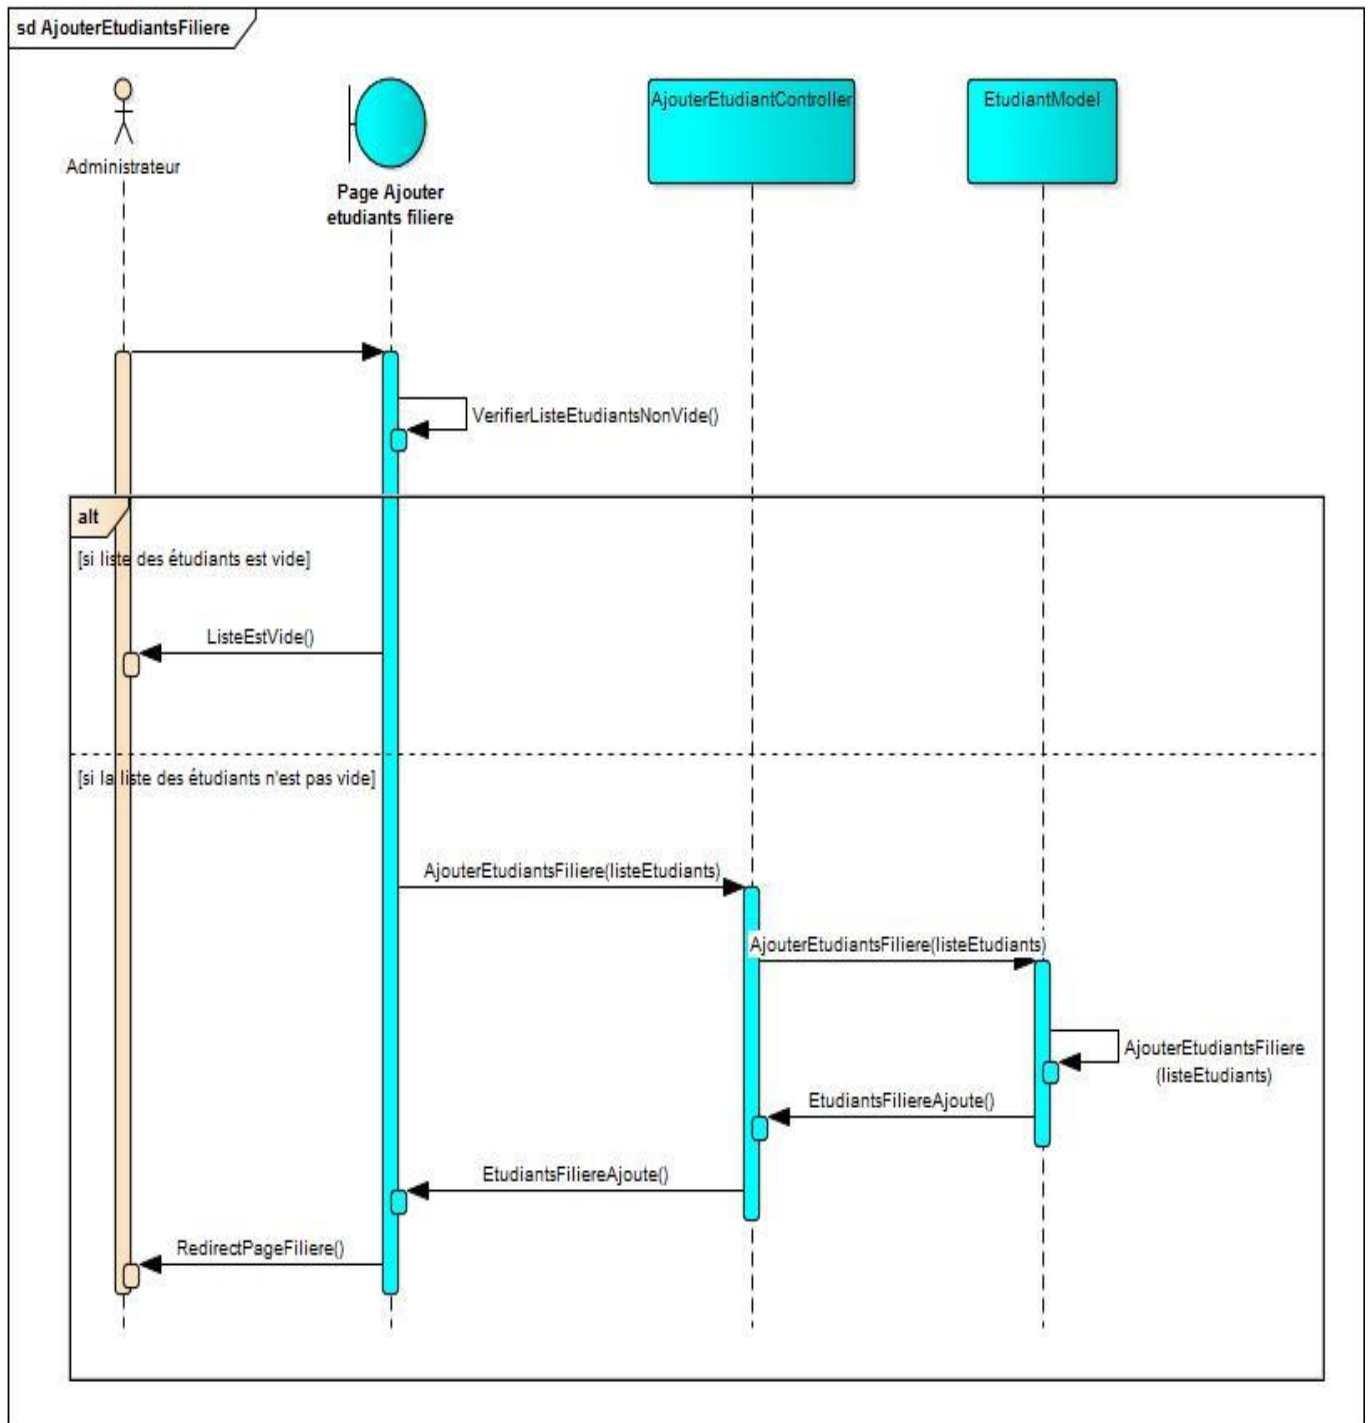 sd AjouterEtudiantsFiliere
Administrateur
Page Ajouter
etudiants filiere
AjouterEtudiantController
EtudiantModel
VerifierListeEtudiantsNonVide()
alt
[si liste des étudiants est vide]
ListeEstVide()
[si la liste des étudiants n'est pas vide]
AjouterEtudiantsFiliere(listeEtudiants)
AjouterEtudiantsFiliere(listeEtudiants)
AjouterEtudiantsFiliere
(listeEtudiants)
EtudiantsFiliereAjoute()
EtudiantsFiliereAjoute()
RedirectPageFiliere()